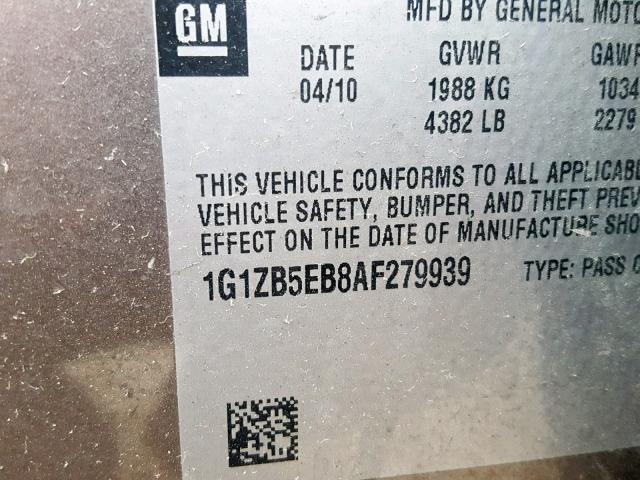 GM
MFD BY GENERAL MOTO
DATE GVWR GAWR
04/10 1988 KG 1034
4382 LB 2279
THIS VEHICLE CONFORMS TO ALL APPLICABL
VEHICLE SAFETY, BUMPER, AND THEFT PREV
EFFECT ON THE DATE OF MANUFACTURE SHO
1G1ZB5EB8AF279939 TYPE: PASS C